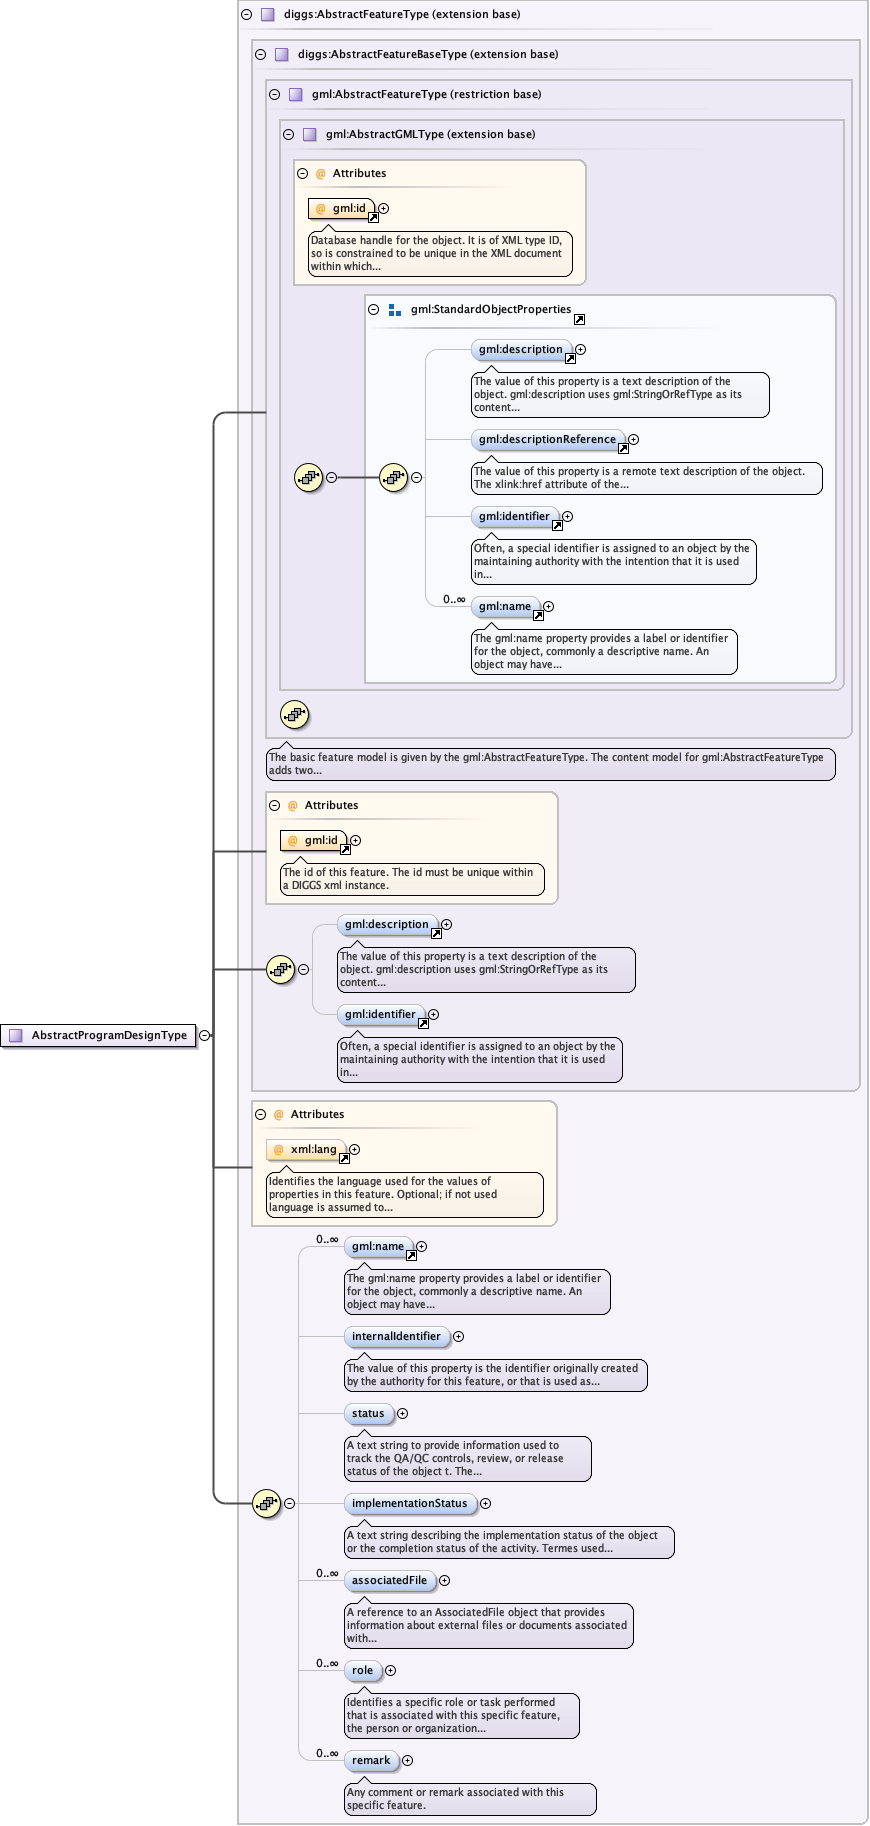 diggs:AbstractFeatureType (extension base)
diggs:AbstractFeatureBaseType (extension base)
gml:AbstractFeatureType (restriction base)
gml:AbstractGMLType (extension base)
@ Attributes
@ gml:id
Database handle for the object. It is of XML type ID,
so is constrained to be unique in the XML document
within which...
gml:StandardObjectProperties
gml:description
The value of this property is a text description of the
object. gml:description uses gml:StringOrRefType as its
content...
gml:descriptionReference
The value of this property is a remote text description of the object.
The xlink:href attribute of the...
gml:identifier
Often, a special identifier is assigned to an object by the
maintaining authority with the intention that it is used
in...
0..∞
gml:name
The gml:name property provides a label or identifier
for the object, commonly a descriptive name. An
object may have...
The basic feature model is given by the gml:AbstractFeatureType. The content model for gml:AbstractFeatureType
adds two...
@ Attributes
@ gml:id
The id of this feature. The id must be unique within
a DIGGS xml instance.
gml:description
The value of this property is a text description of the
object. gml:description uses gml:StringOrRefType as its
content...
gml:identifier
Often, a special identifier is assigned to an object by the
maintaining authority with the intention that it is used
in...
AbstractProgramDesignType
@ Attributes
@ xml:lang
Identifies the language used for the values of
properties in this feature. Optional; if not used
language is assumed to...
0..∞
gml:name
The gml:name property provides a label or identifier
for the object, commonly a descriptive name. An
object may have...
internalIdentifier
The value of this property is the identifier originally created
by the authority for this feature, or that is used as...
status
A text string to provide information used to
track the QA/QC controls, review, or release
status of the object t. The...
implementationStatus
A text string describing the implementation status of the object
or the completion status of the activity. Termes used...
0..∞
associatedFile
A reference to an AssociatedFile object that provides
information about external files or documents associated
with...
0..∞
role
Identifies a specific role or task performed
that is associated with this specific feature,
the person or organization...
0..∞
remark
Any comment or remark associated with this
specific feature.